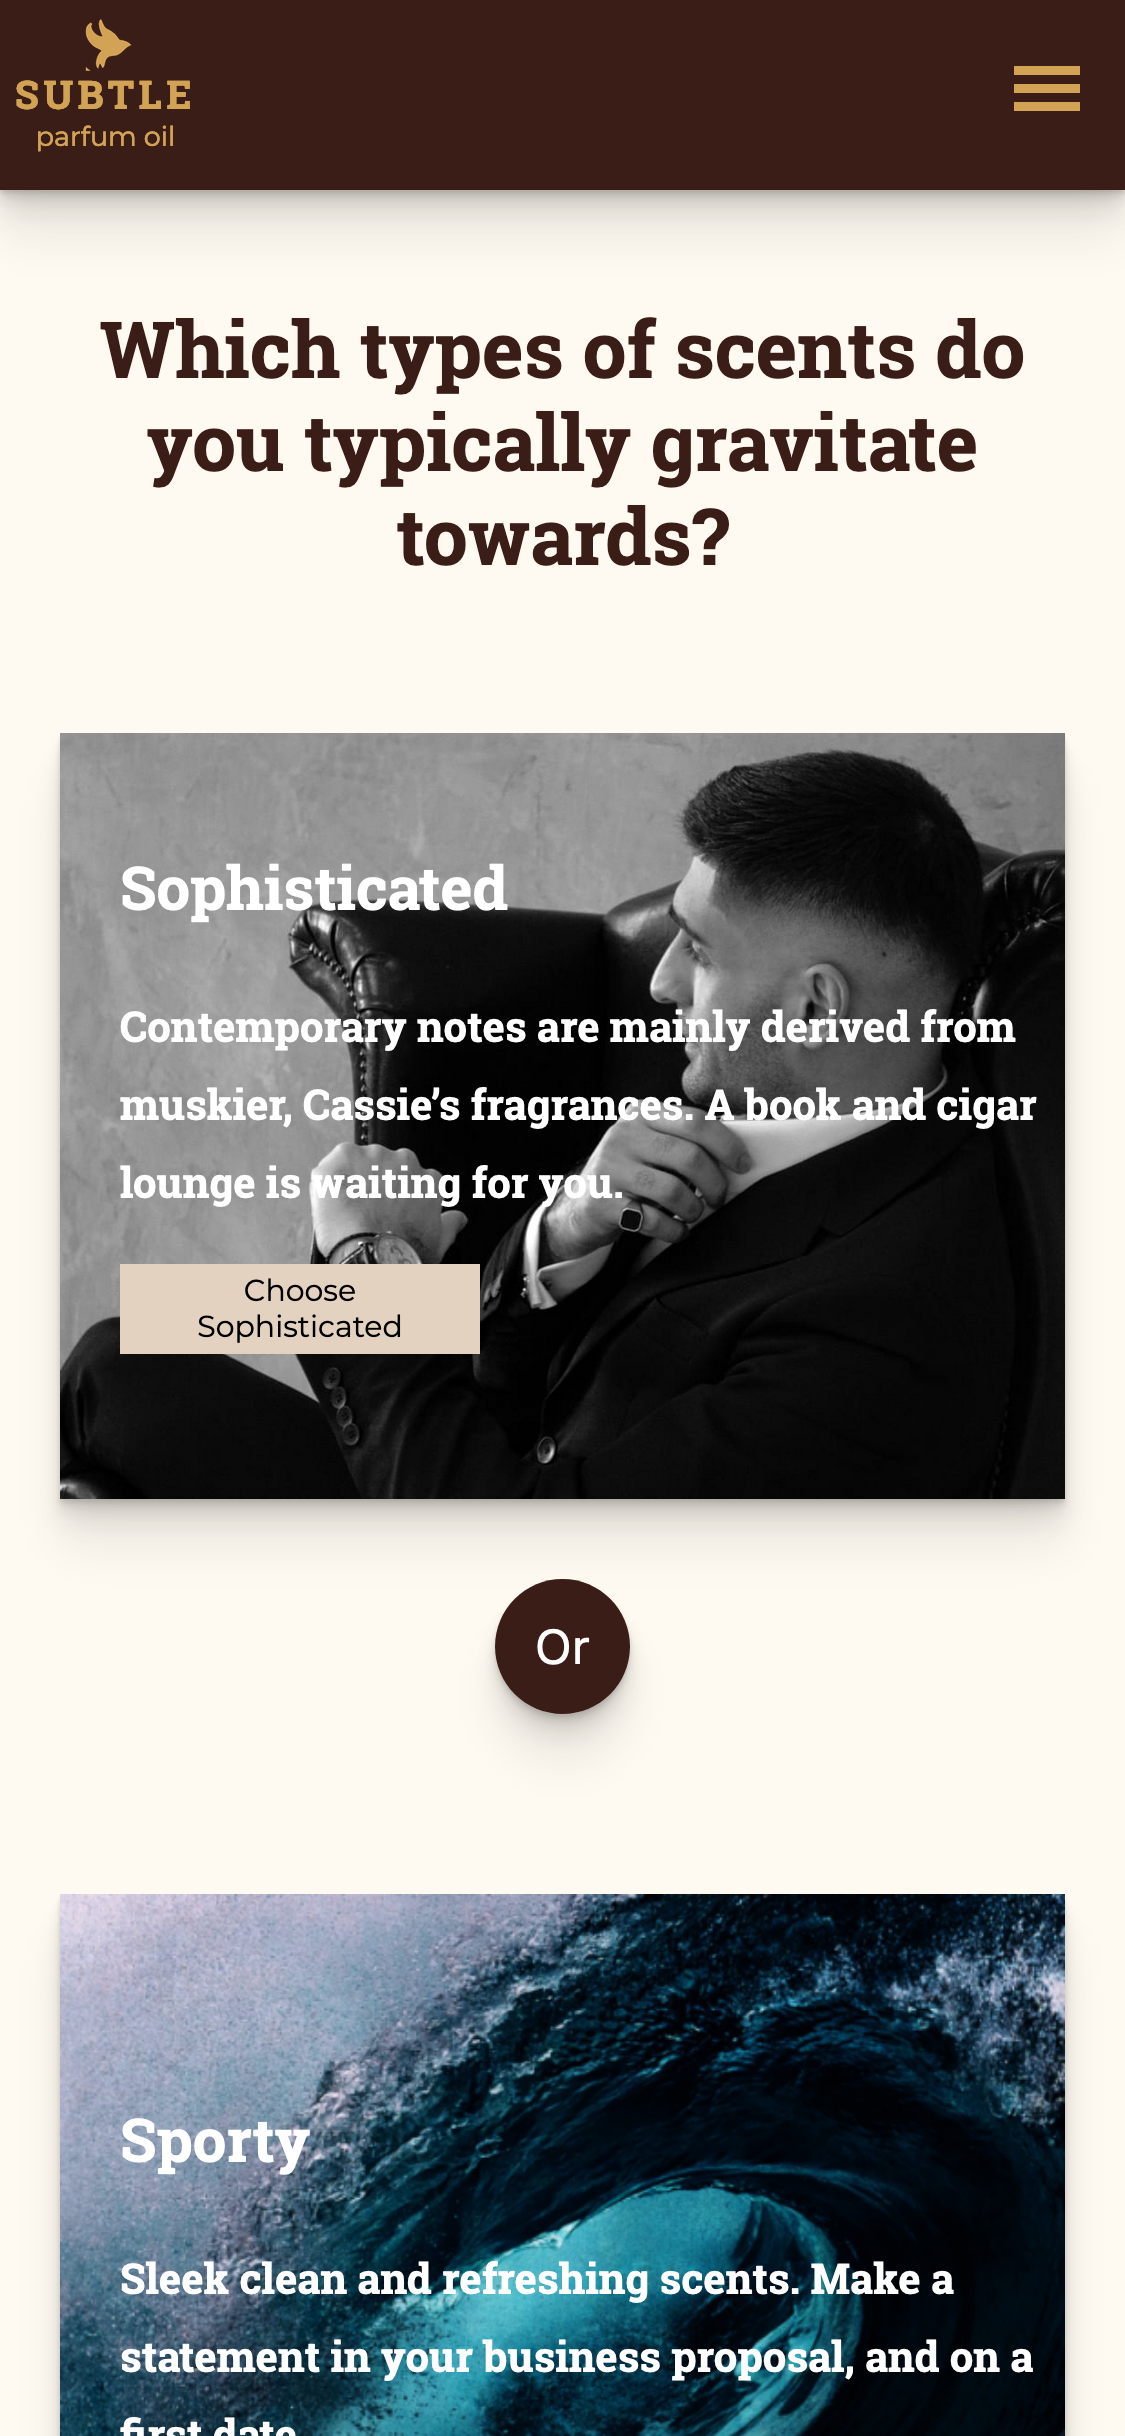 SUBTLE
parfum oil
Which types of scents do
you typically gravitate
towards?
Sophisticated
Contemporary notes are mainly derived from
muskier, Cassie’s fragrances. A book and cigar
lounge is waiting for you.
Choose
Sophisticated
Or
Sporty
Sleek clean and refreshing scents. Make a
statement in your business proposal, and on a
first date